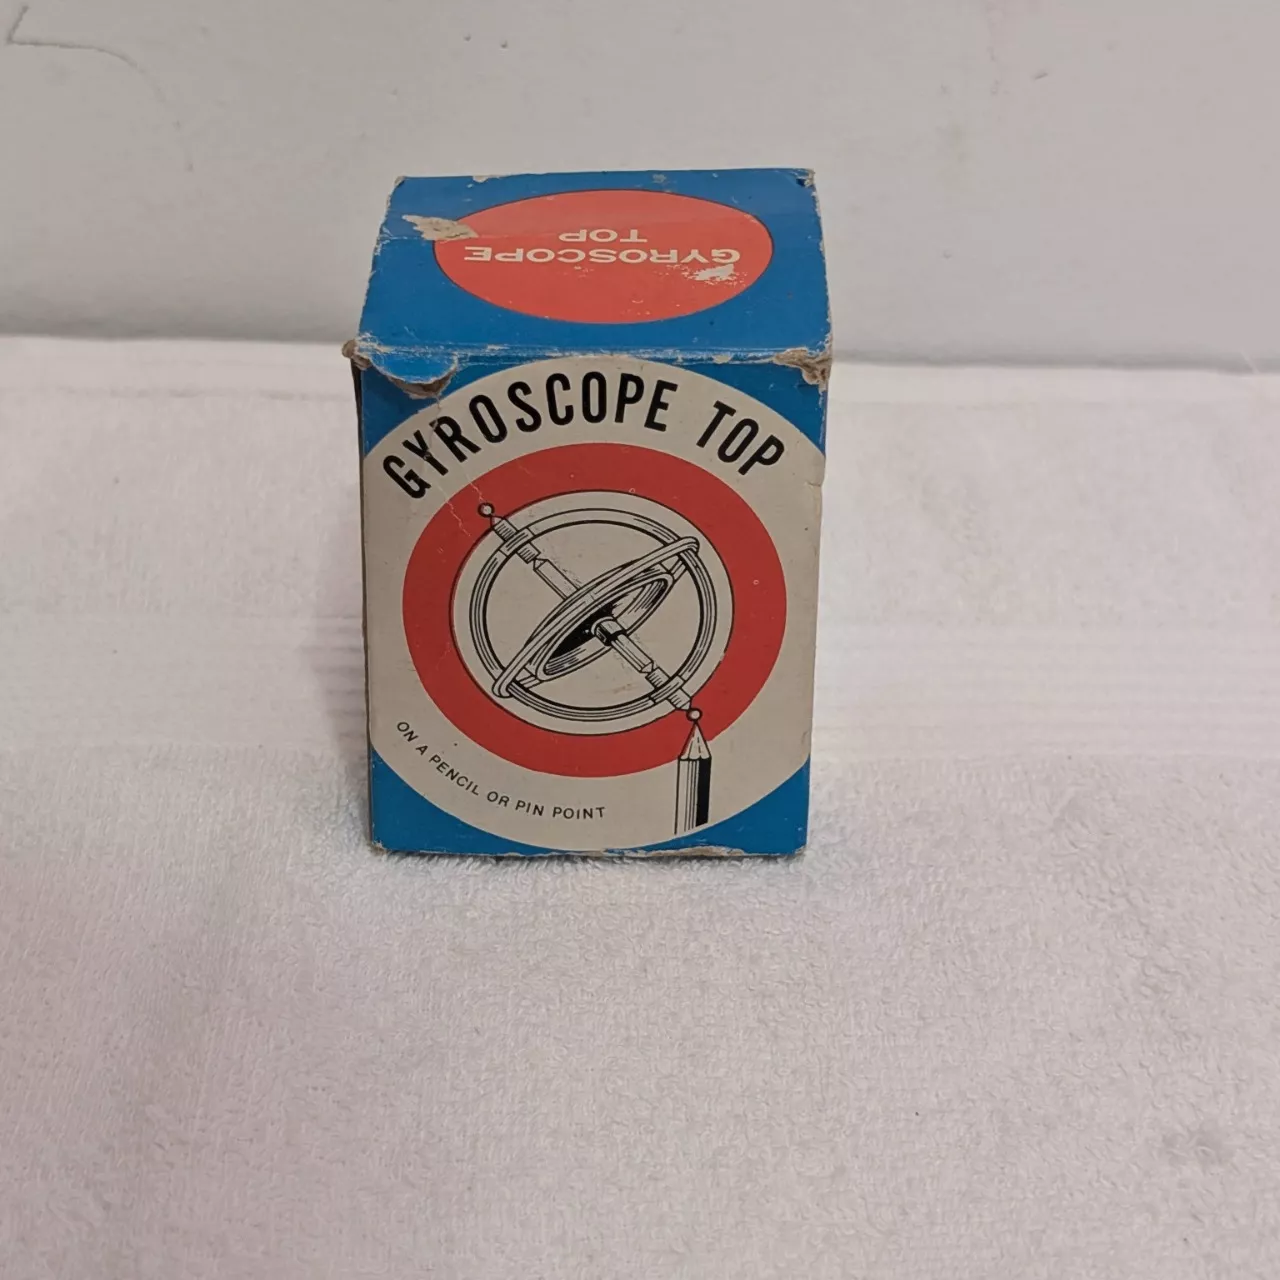 GYROSCOPE
TOP
GYROSCOPE TOP
ON A PENCIL OR PIN POINT